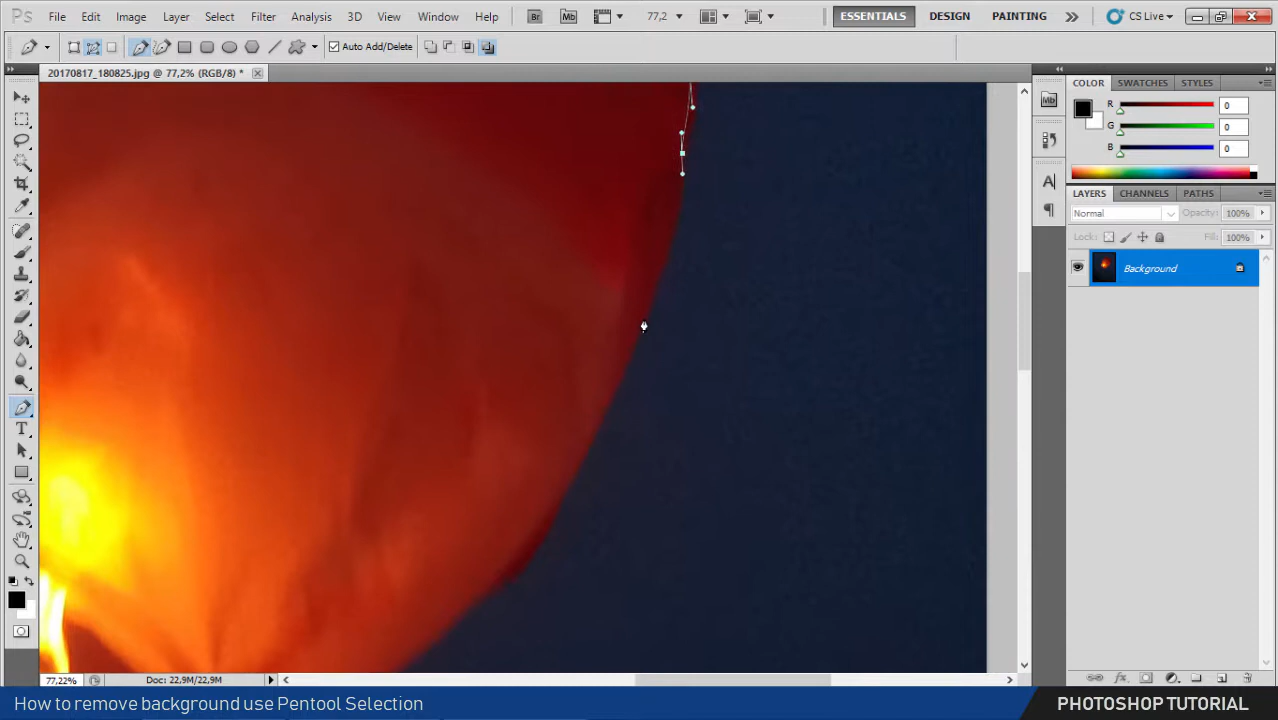 Ps File Edit Image Layer Select Filter Analysis 3D View Window Help Br Mb 77,2 ESSENTIALS DESIGN PAINTING CS Live
Auto Add/Delete
20170817_180825.jpg @ 77,2% (RGB/8) *
COLOR SWATCHES STYLES
Mb
R 0
G 0
B 0
A
LAYERS CHANNELS PATHS
Normal Opacity: 100%
Lock: Fill: 100%
Background
T
77,22% Doc: 22,9M/22,9M
fx
How to remove background use Pentool Selection PHOTOSHOP TUTORIAL